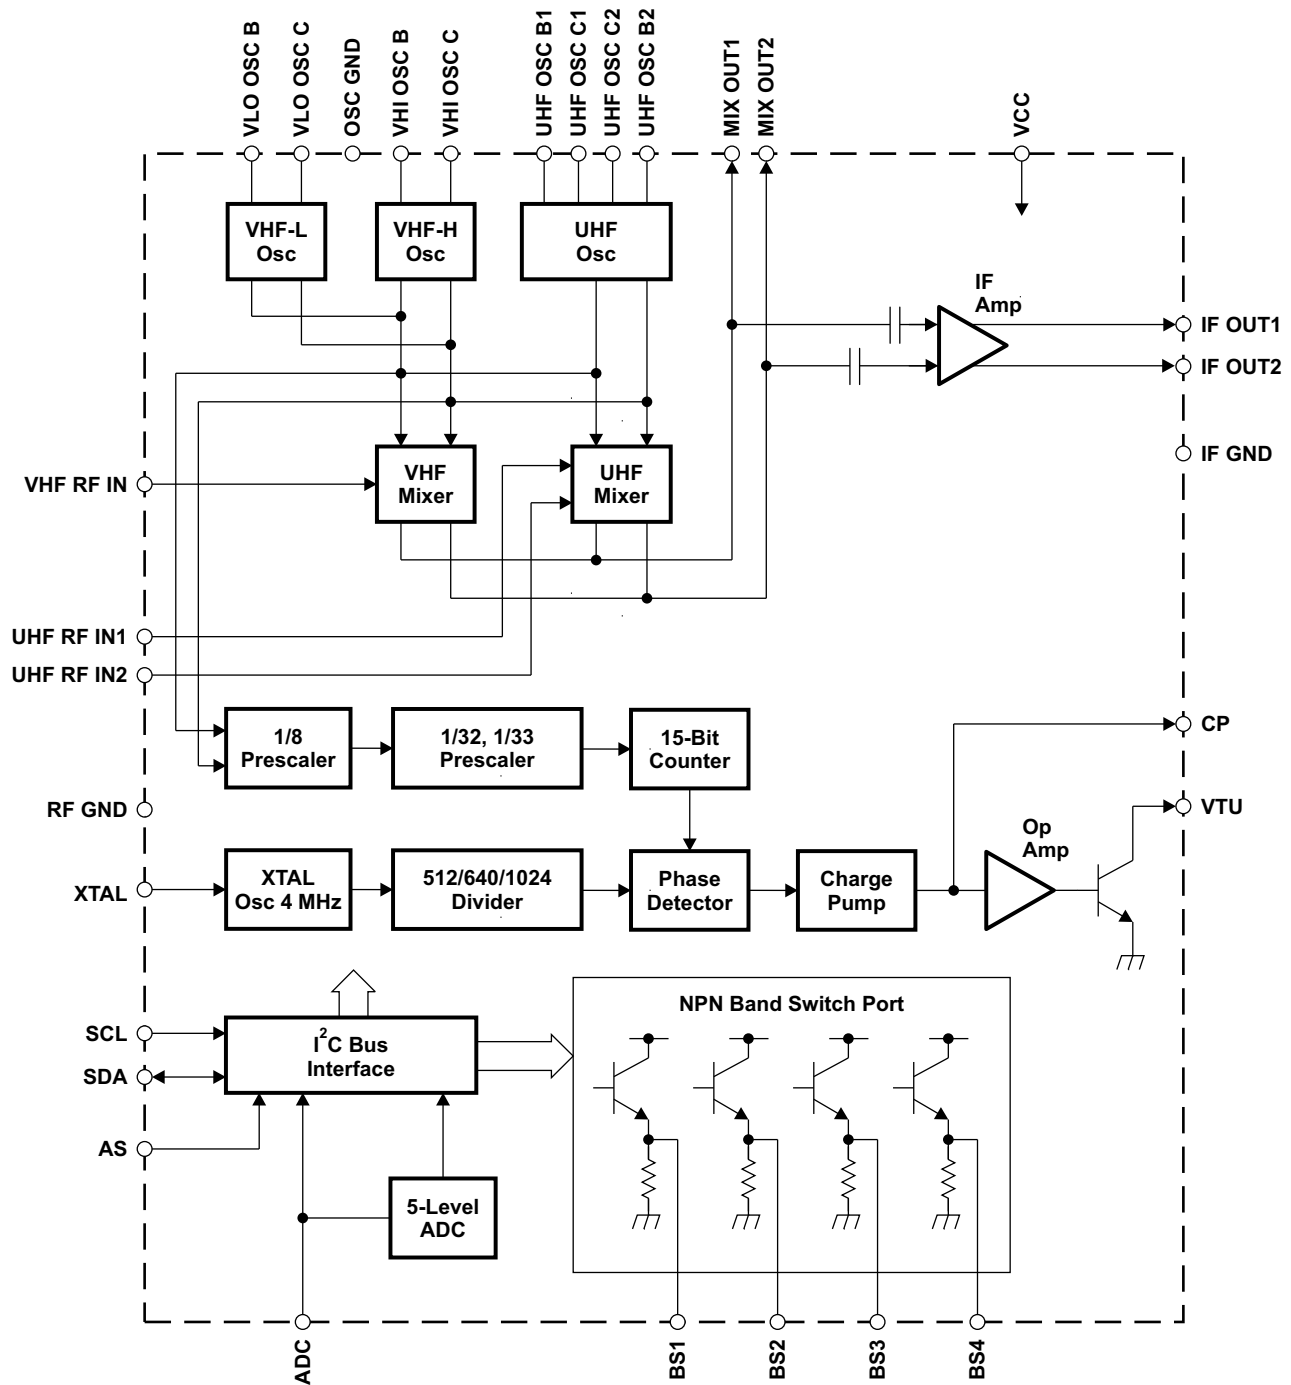 VLO OSC B
VLO OSC C
OSC GND
VHI OSC B
VHI OSC C
UHF OSC B1
UHF OSC C1
UHF OSC C2
UHF OSC B2
MIX OUT1
MIX OUT2
VCC
VHF-L
Osc
VHF-H
Osc
UHF
Osc
IF
Amp
IF OUT1
IF OUT2
IF GND
VHF RF IN
VHF
Mixer
UHF
Mixer
UHF RF IN1
UHF RF IN2
1/8
Prescaler
1/32, 1/33
Prescaler
15-Bit
Counter
CP
RF GND
VTU
Op
Amp
XTAL
XTAL
Osc 4 MHz
512/640/1024
Divider
Phase
Detector
Charge
Pump
NPN Band Switch Port
SCL
I2C Bus
Interface
SDA
AS
5-Level
ADC
ADC
BS1
BS2
BS3
BS4